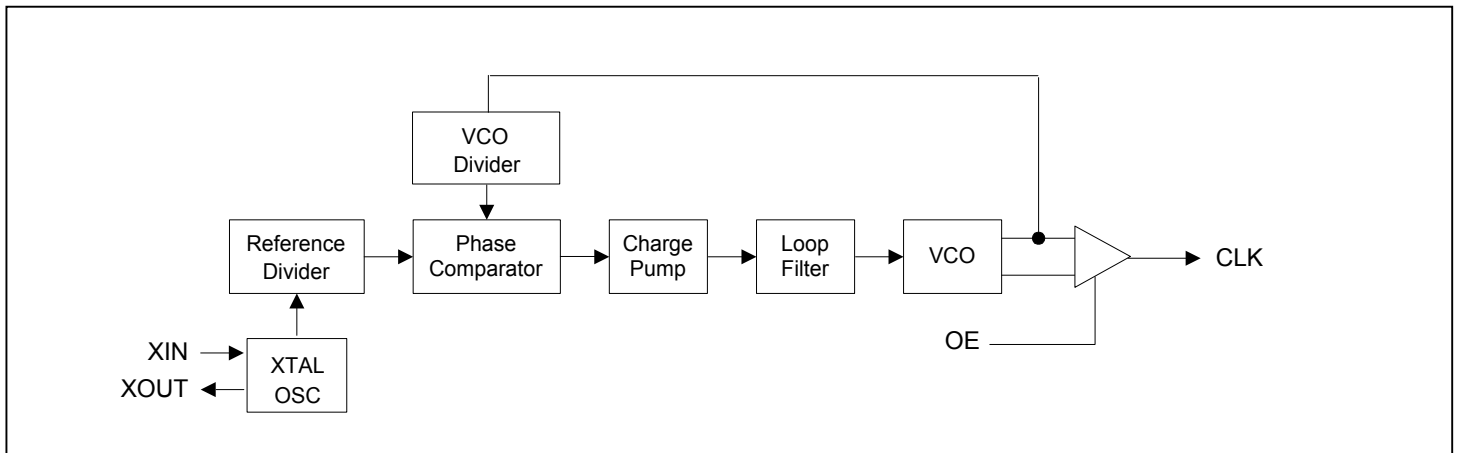 VCO
Divider
Reference
Divider
Phase
Comparator
Charge
Pump
Loop
Filter
VCO
CLK
OE
XIN
XOUT
XTAL
OSC